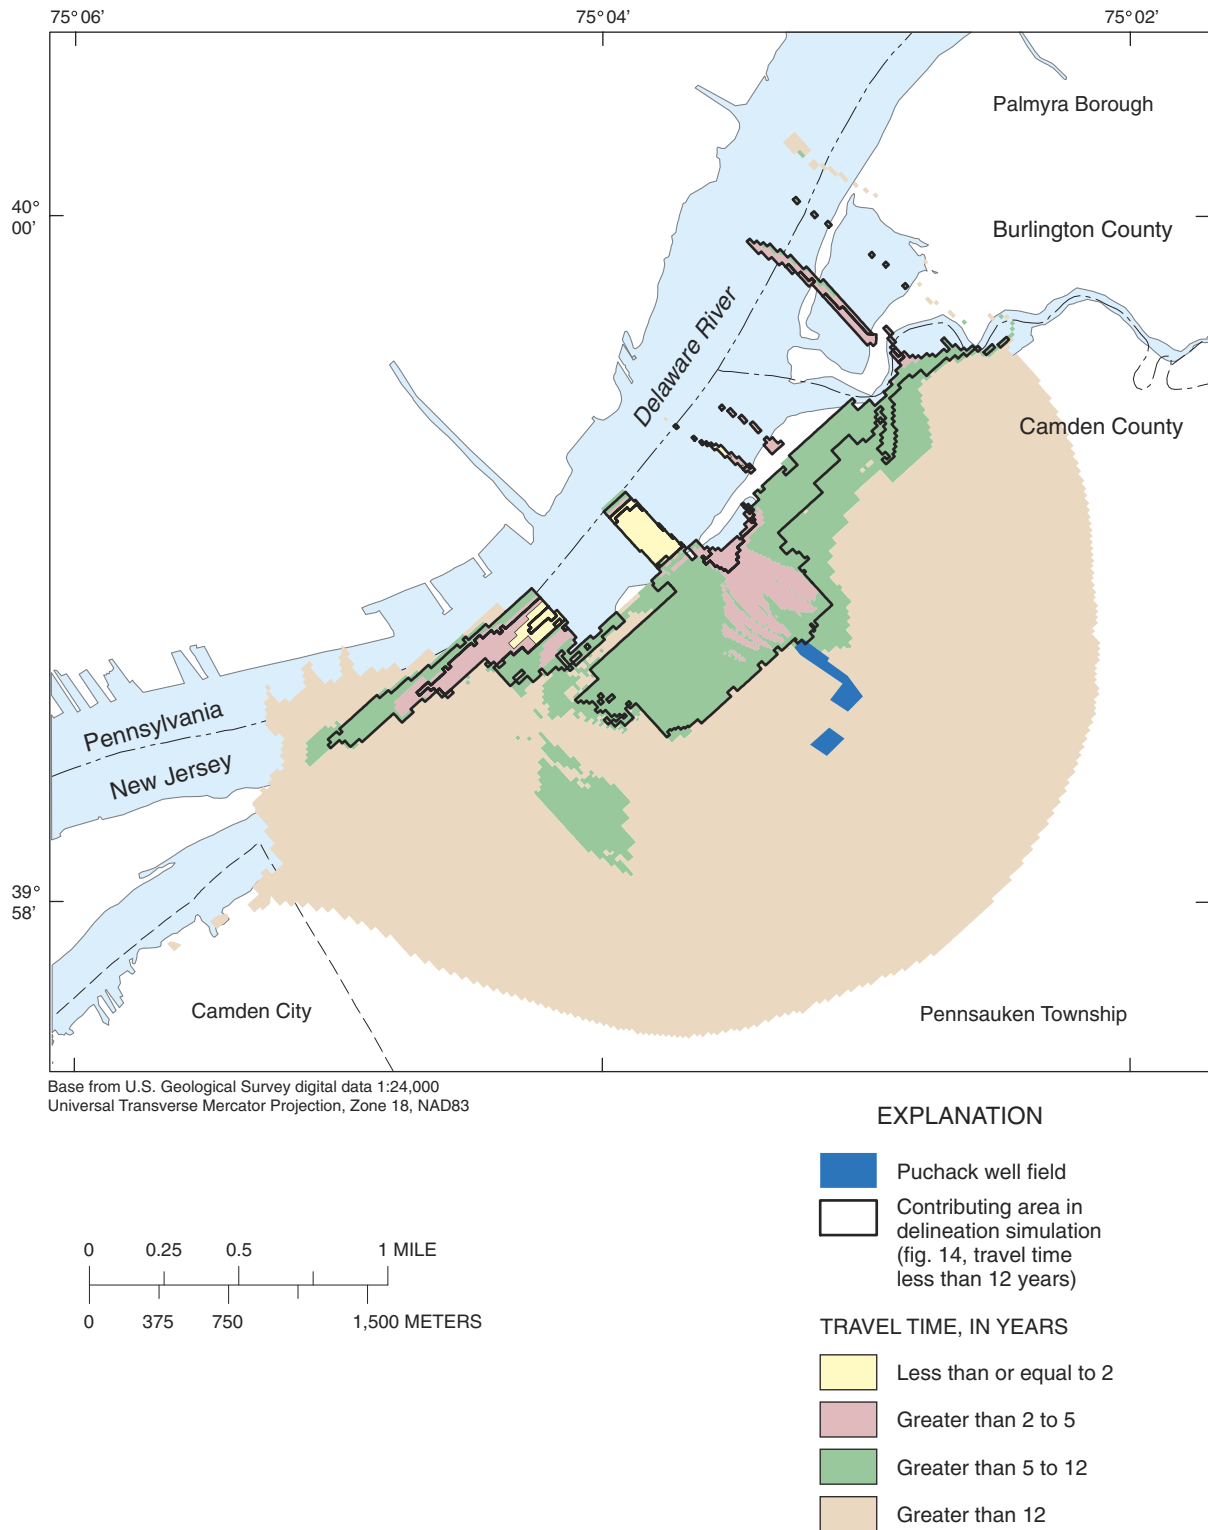 75° 06’
75° 04’
75° 02’
Palmyra Borough
40°
00’
Burlington County
Delaware River
Camden County
Pennsylvania
New Jersey
39°
58’
Camden City
Pennsauken Township
Base from U.S. Geological Survey digital data 1:24,000
Universal Transverse Mercator Projection, Zone 18, NAD83
EXPLANATION
Puchack well field
Contributing area in
delineation simulation
(fig. 14, travel time
less than 12 years)
0 0.25 0.5 1 MILE
0 375 750 1,500 METERS
TRAVEL TIME, IN YEARS
Less than or equal to 2
Greater than 2 to 5
Greater than 5 to 12
Greater than 12